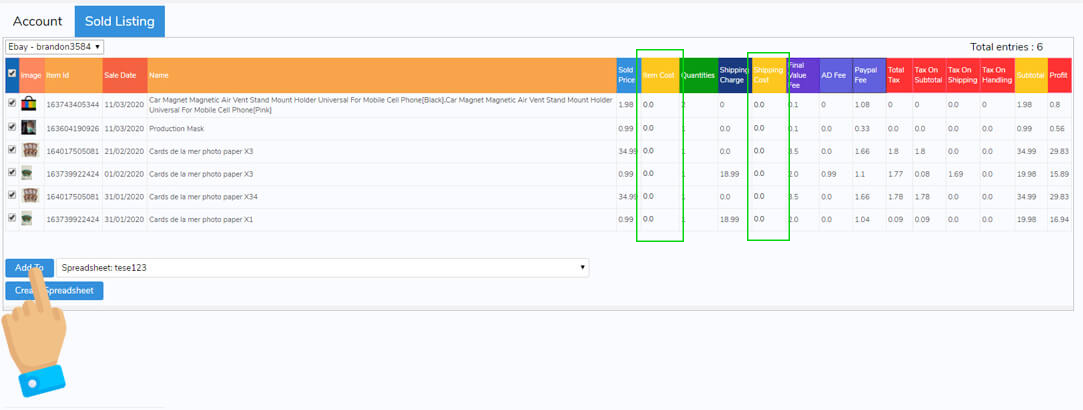 Account Sold Listing
Ebay - brandon3584 Total entries : 6
Image Item Id Sale Date Name Sold Price Item Cost Quantities Shipping Charge Shipping Cost Final Value Fee AD Fee Paypal Fee Total Tax Tax On Subtotal Tax On Shipping Tax On Handling Subtotal Profit
163743405344 11/03/2020 Car Magnet Magnetic Air Vent Stand Mount Holder Universal For Mobile Cell Phone[Black],Car Magnet Magnetic Air Vent Stand Mount Holder
Universal For Mobile Cell Phone[Pink] 1.98 0.0 2 0 0.0 0.1 0 1.08 0 0 0.0 0.0 1.98 0.8
163604190926 11/03/2020 Production Mask 0.99 0.0 0.0 0.0 0.1 0.0 0.33 0.0 0.0 0.0 0.0 0.99 0.56
164017505081 21/02/2020 Cards de la mer photo paper X3 34.99 0.0 0.0 0.0 3.5 0.0 1.66 1.8 1.8 0.0 0.0 34.99 29.83
163739922424 01/02/2020 Cards de la mer photo paper X3 0.99 0.0 18.99 0.0 2.0 0.99 1.1 1.77 0.08 1.69 0.0 19.98 15.89
164017505081 31/01/2020 Cards de la mer photo paper X34 34.99 0.0 0.0 0.0 3.5 0.0 1.66 1.78 1.78 0.0 0.0 34.99 29.83
163739922424 31/01/2020 Cards de la mer photo paper X1 0.99 0.0 18.99 0.0 2.0 0.0 1.04 0.09 0.09 0.0 0.0 19.98 16.94
Add To Spreadsheet: tese123
Spreadsheet